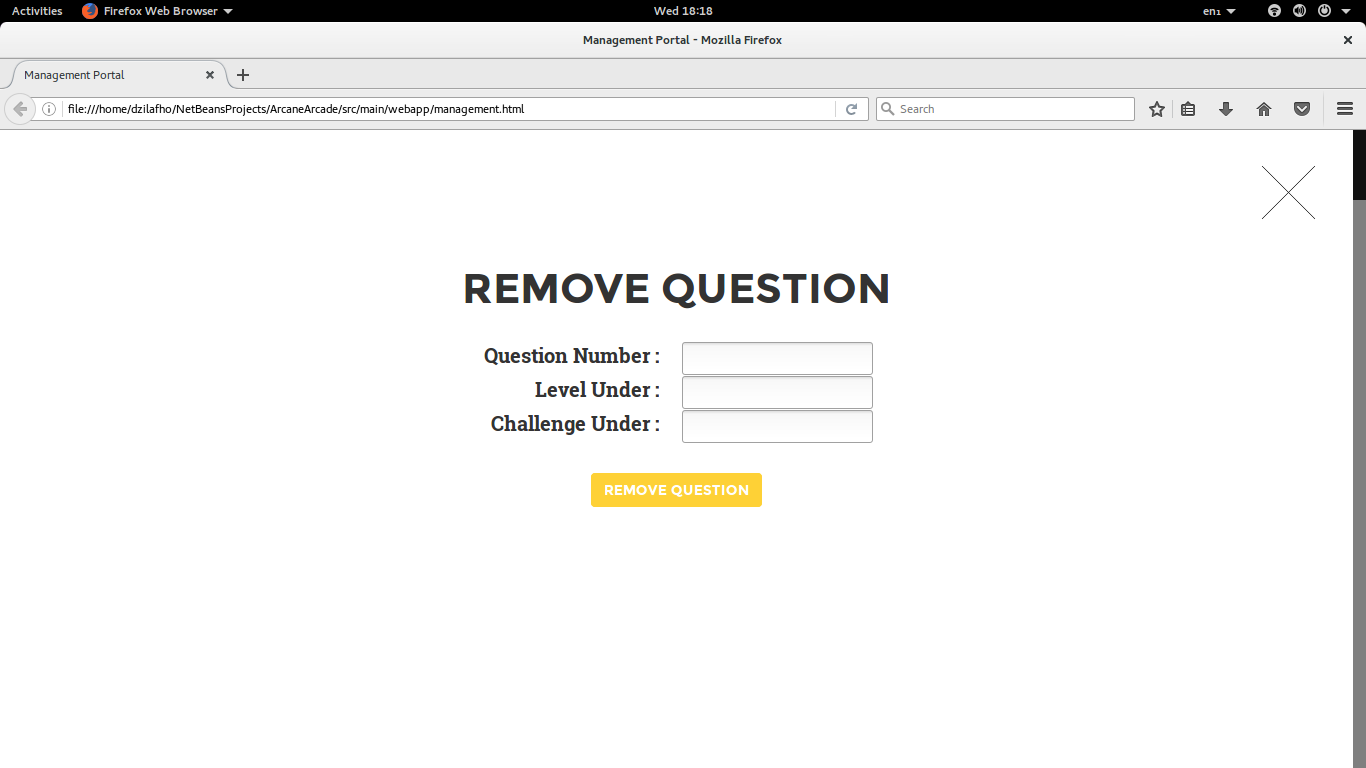 Activities Firefox Web Browser Wed 18:18 en₁
Management Portal - Mozilla Firefox
Management Portal
file:///home/dzilafho/NetBeansProjects/ArcaneArcade/src/main/webapp/management.html Search
REMOVE QUESTION
Question Number :
Level Under :
Challenge Under :
REMOVE QUESTION